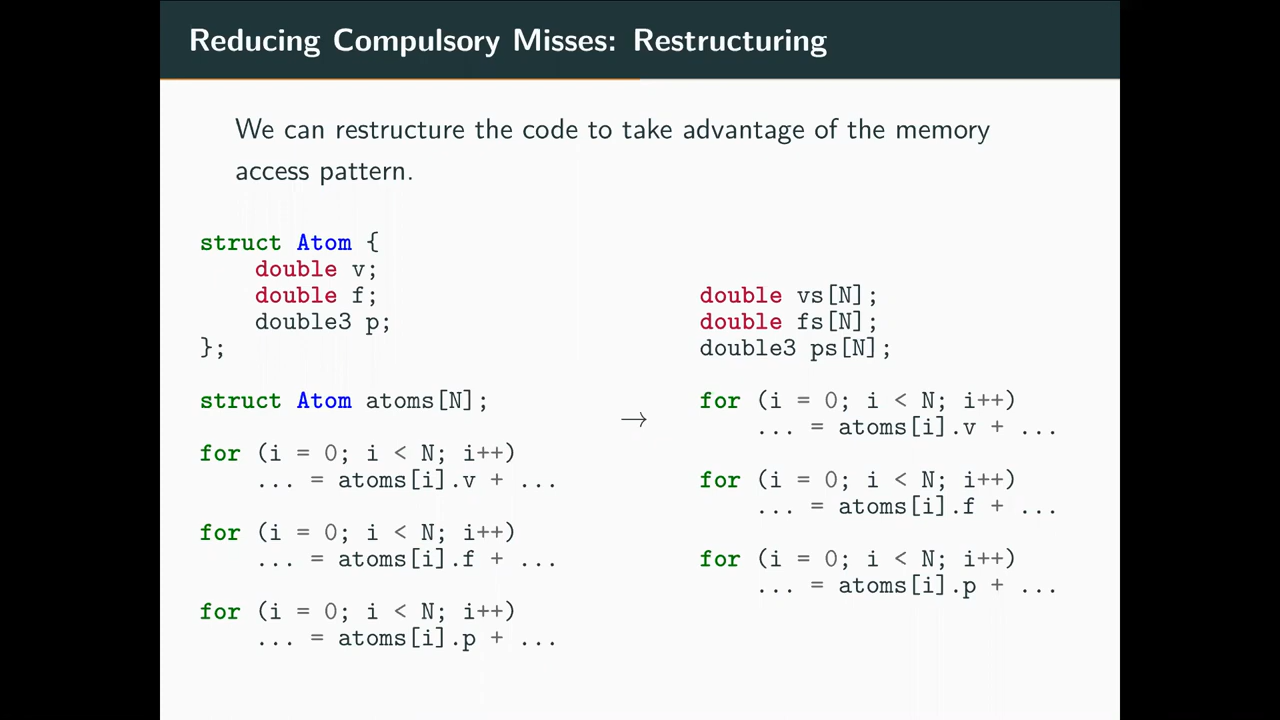 Reducing Compulsory Misses: Restructuring
We can restructure the code to take advantage of the memory
access pattern.
struct Atom {
    double v;
    double f;
    double3 p;
};
struct Atom atoms[N];
for (i = 0; i < N; i++)
    ... = atoms[i].v + ...
for (i = 0; i < N; i++)
    ... = atoms[i].f + ...
for (i = 0; i < N; i++)
    ... = atoms[i].p + ...
→
double vs[N];
double fs[N];
double3 ps[N];
for (i = 0; i < N; i++)
    ... = atoms[i].v + ...
for (i = 0; i < N; i++)
    ... = atoms[i].f + ...
for (i = 0; i < N; i++)
    ... = atoms[i].p + ...